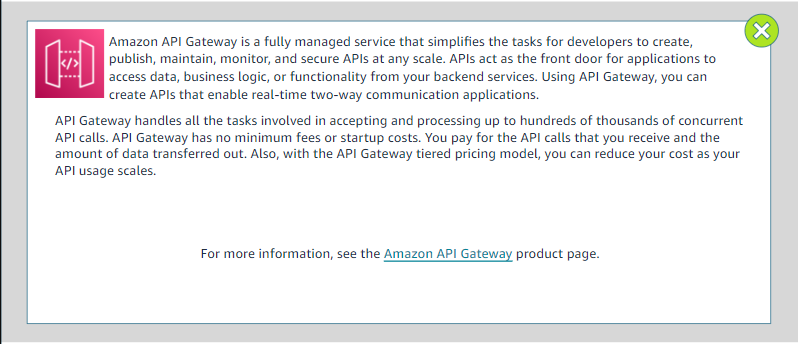 Amazon API Gateway is a fully managed service that simplifies the tasks for developers to create,
publish, maintain, monitor, and secure APIs at any scale. APIs act as the front door for applications to
access data, business logic, or functionality from your backend services. Using API Gateway, you can
create APIs that enable real-time two-way communication applications.
API Gateway handles all the tasks involved in accepting and processing up to hundreds of thousands of concurrent
API calls. API Gateway has no minimum fees or startup costs. You pay for the API calls that you receive and the
amount of data transferred out. Also, with the API Gateway tiered pricing model, you can reduce your cost as your
API usage scales.
For more information, see the Amazon API Gateway product page.